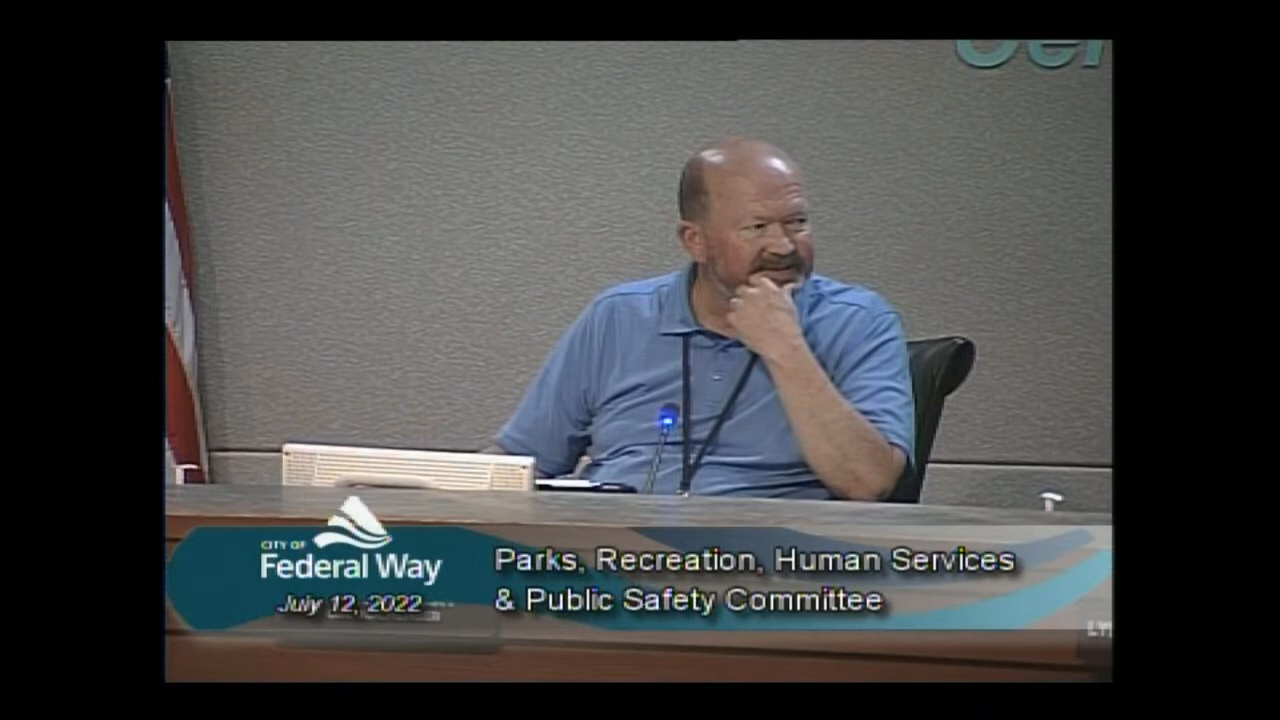 CITY OF
Federal Way
July 12, 2022
Parks, Recreation, Human Services
& Public Safety Committee